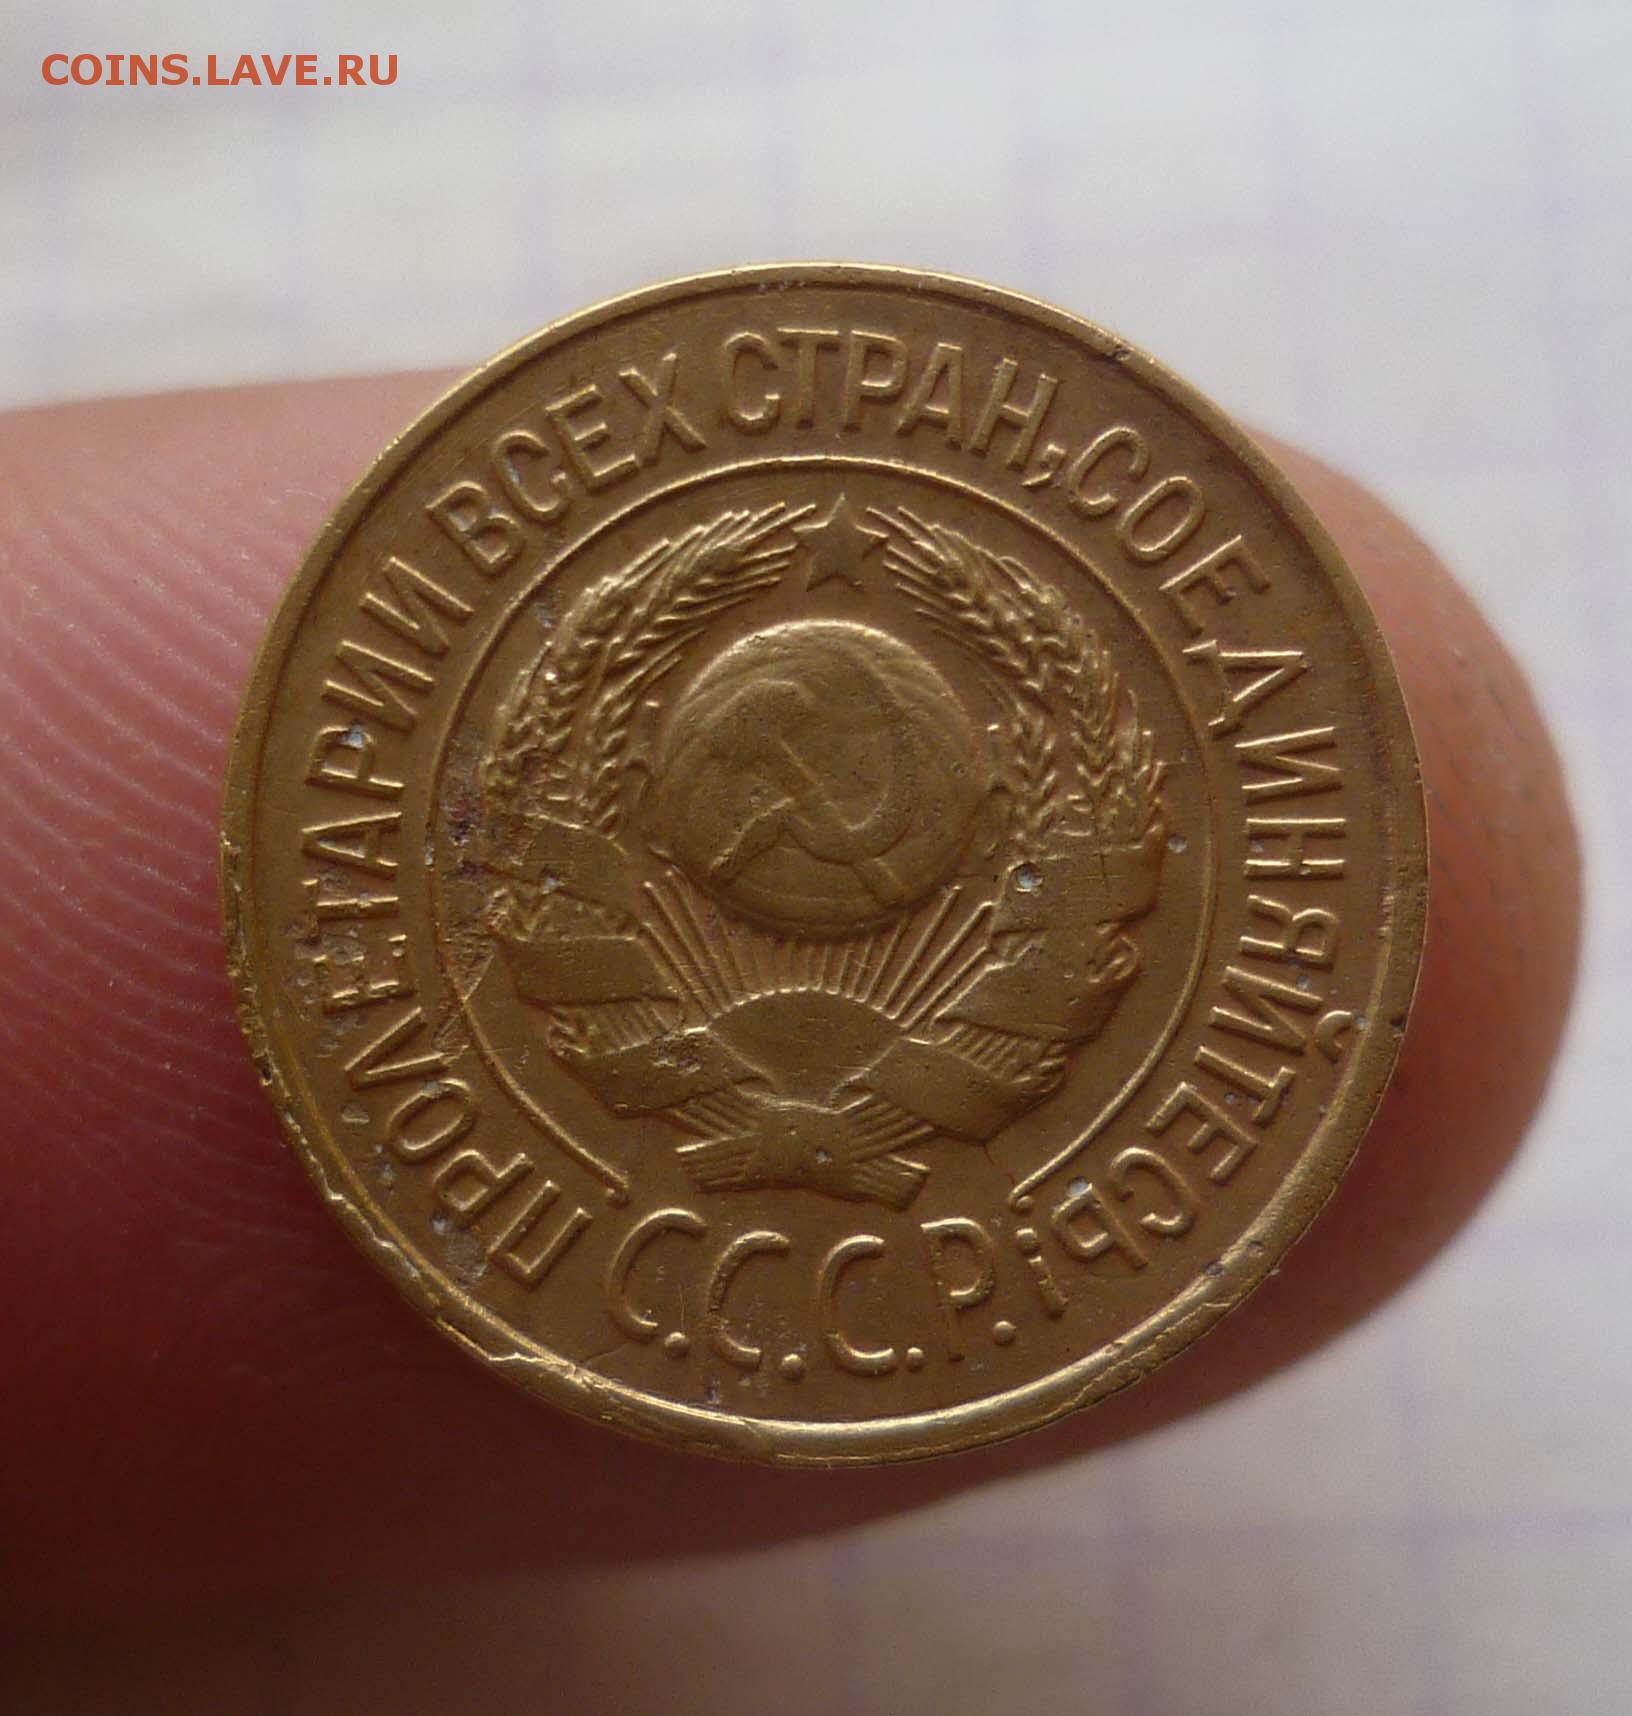 COINS.LAVE.RU
ПРОЛЕТАРИИ ВСЕХ СТРАН, СОЕДИНЯЙТЕСЬ!
С.С.С.Р.